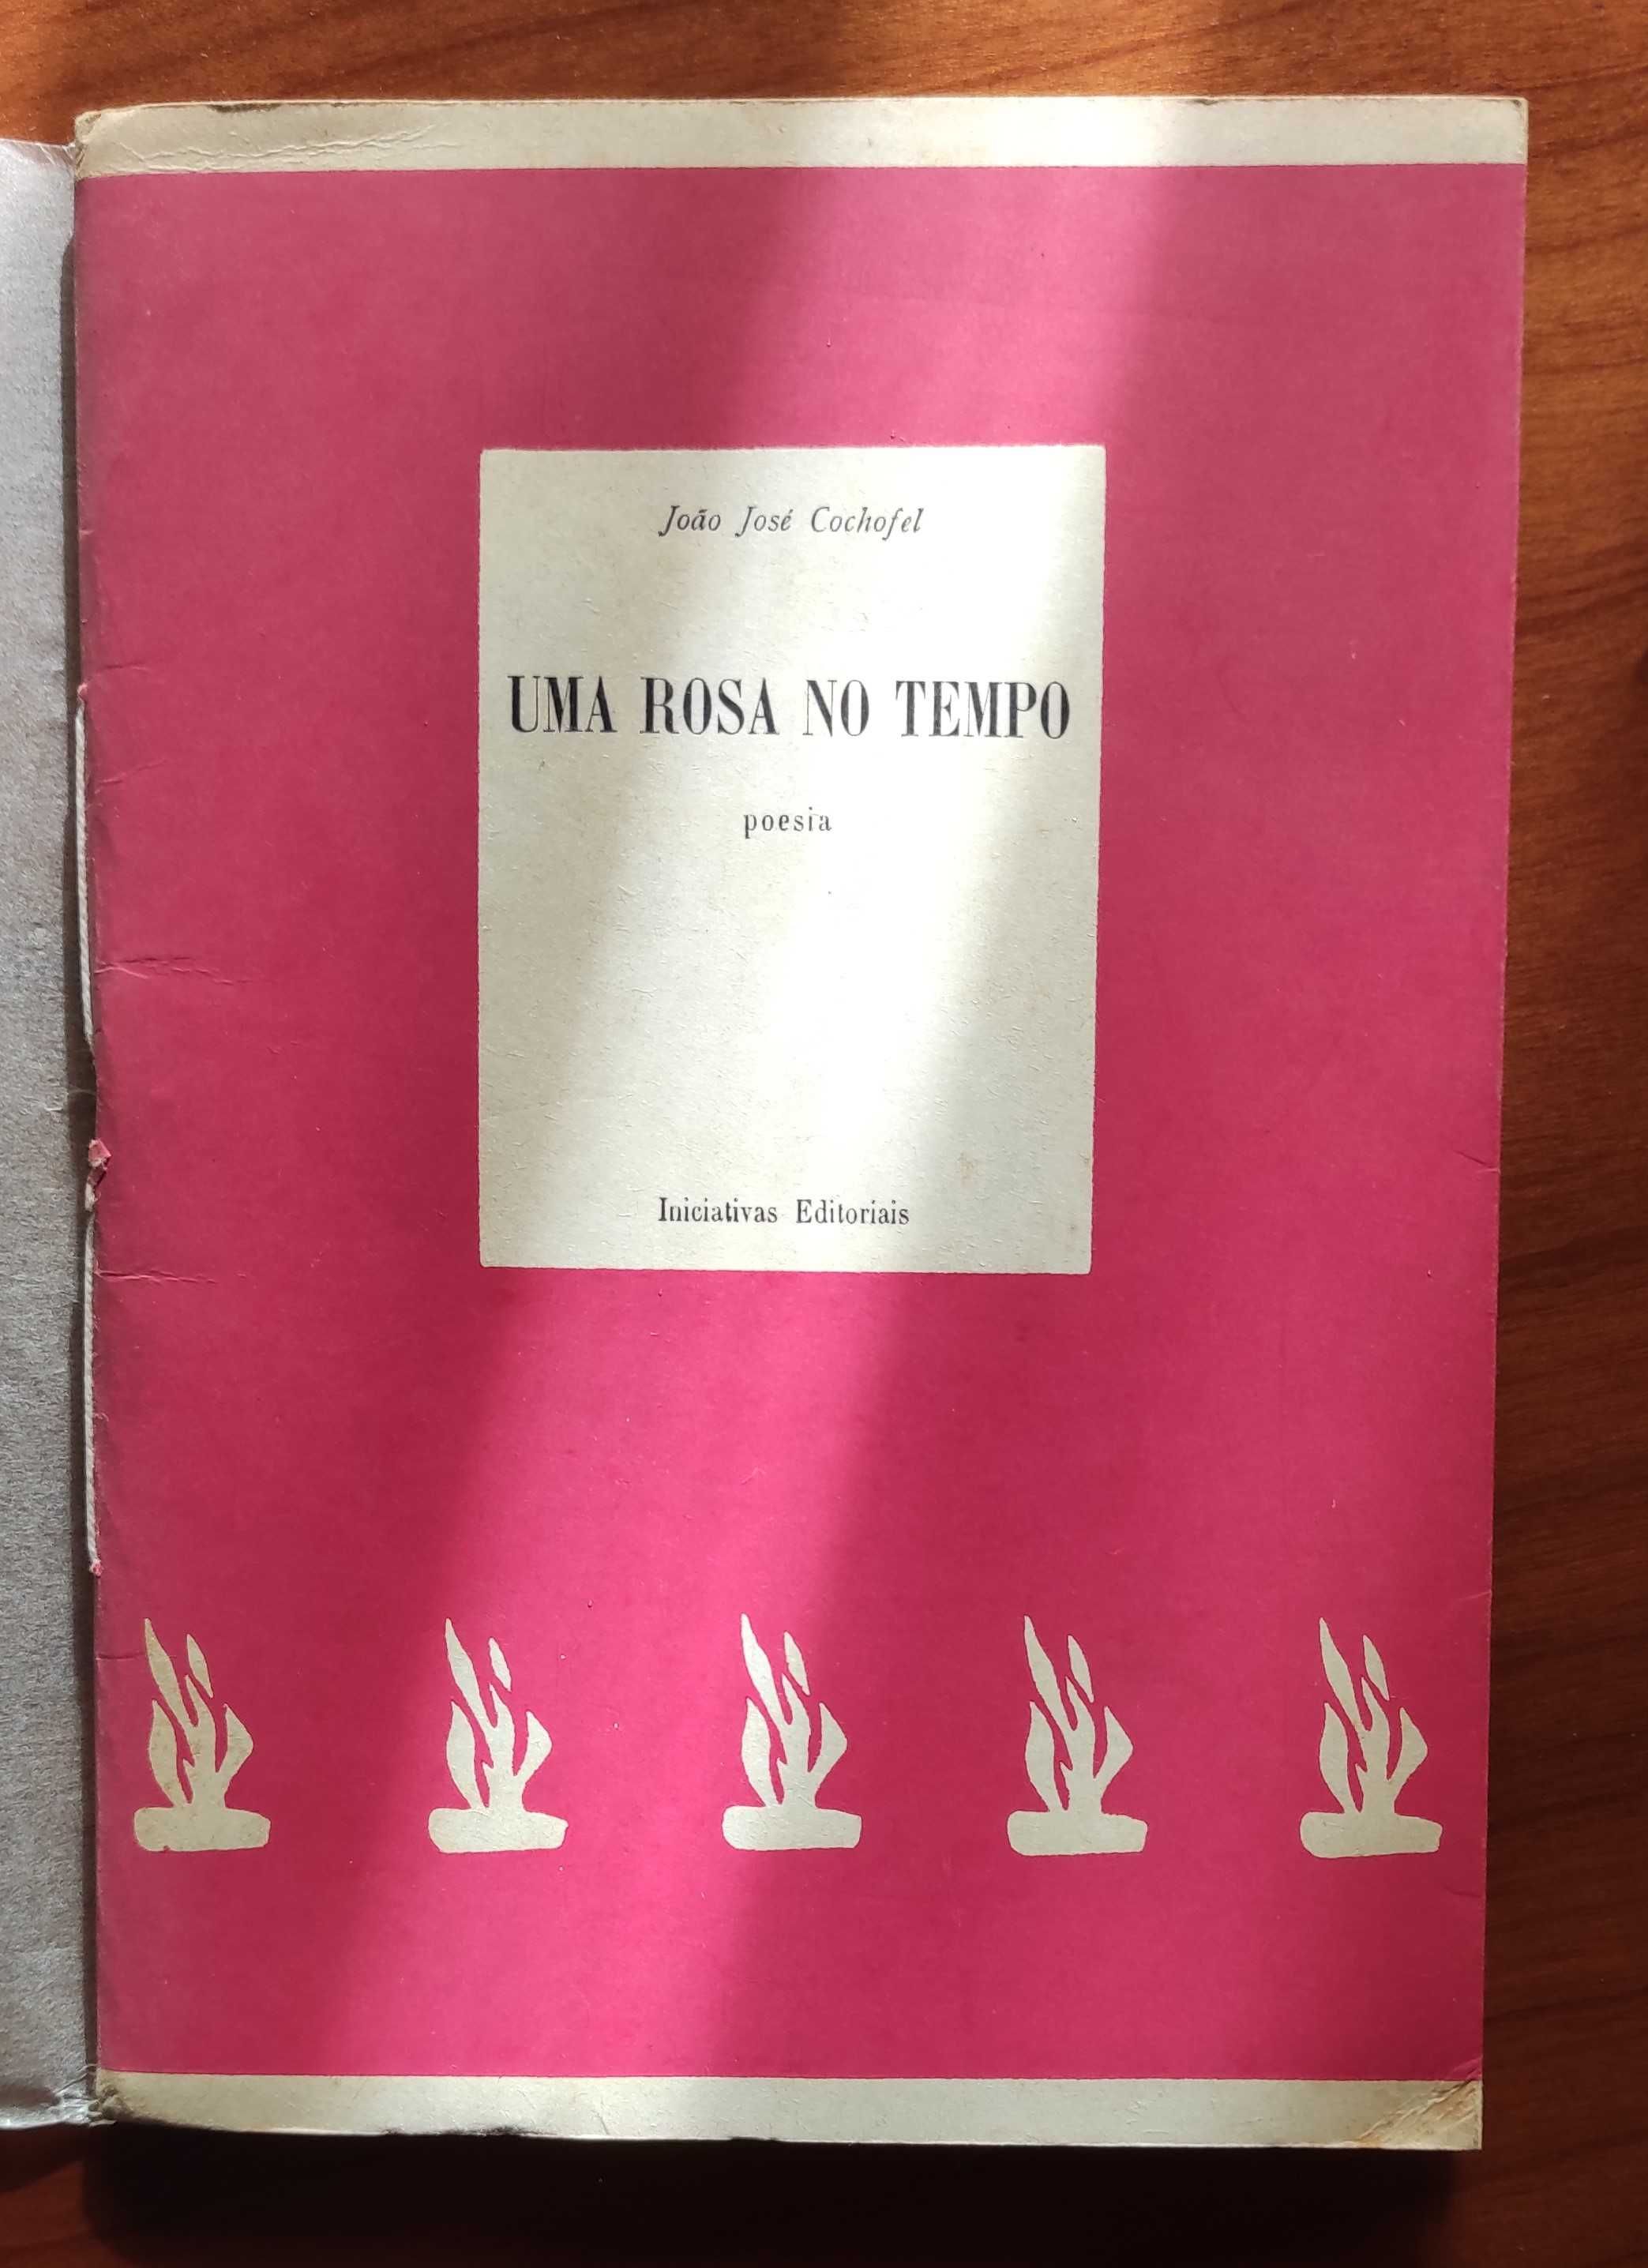 João José Cochofel
UMA ROSA NO TEMPO
poesia
Iniciativas Editoriais